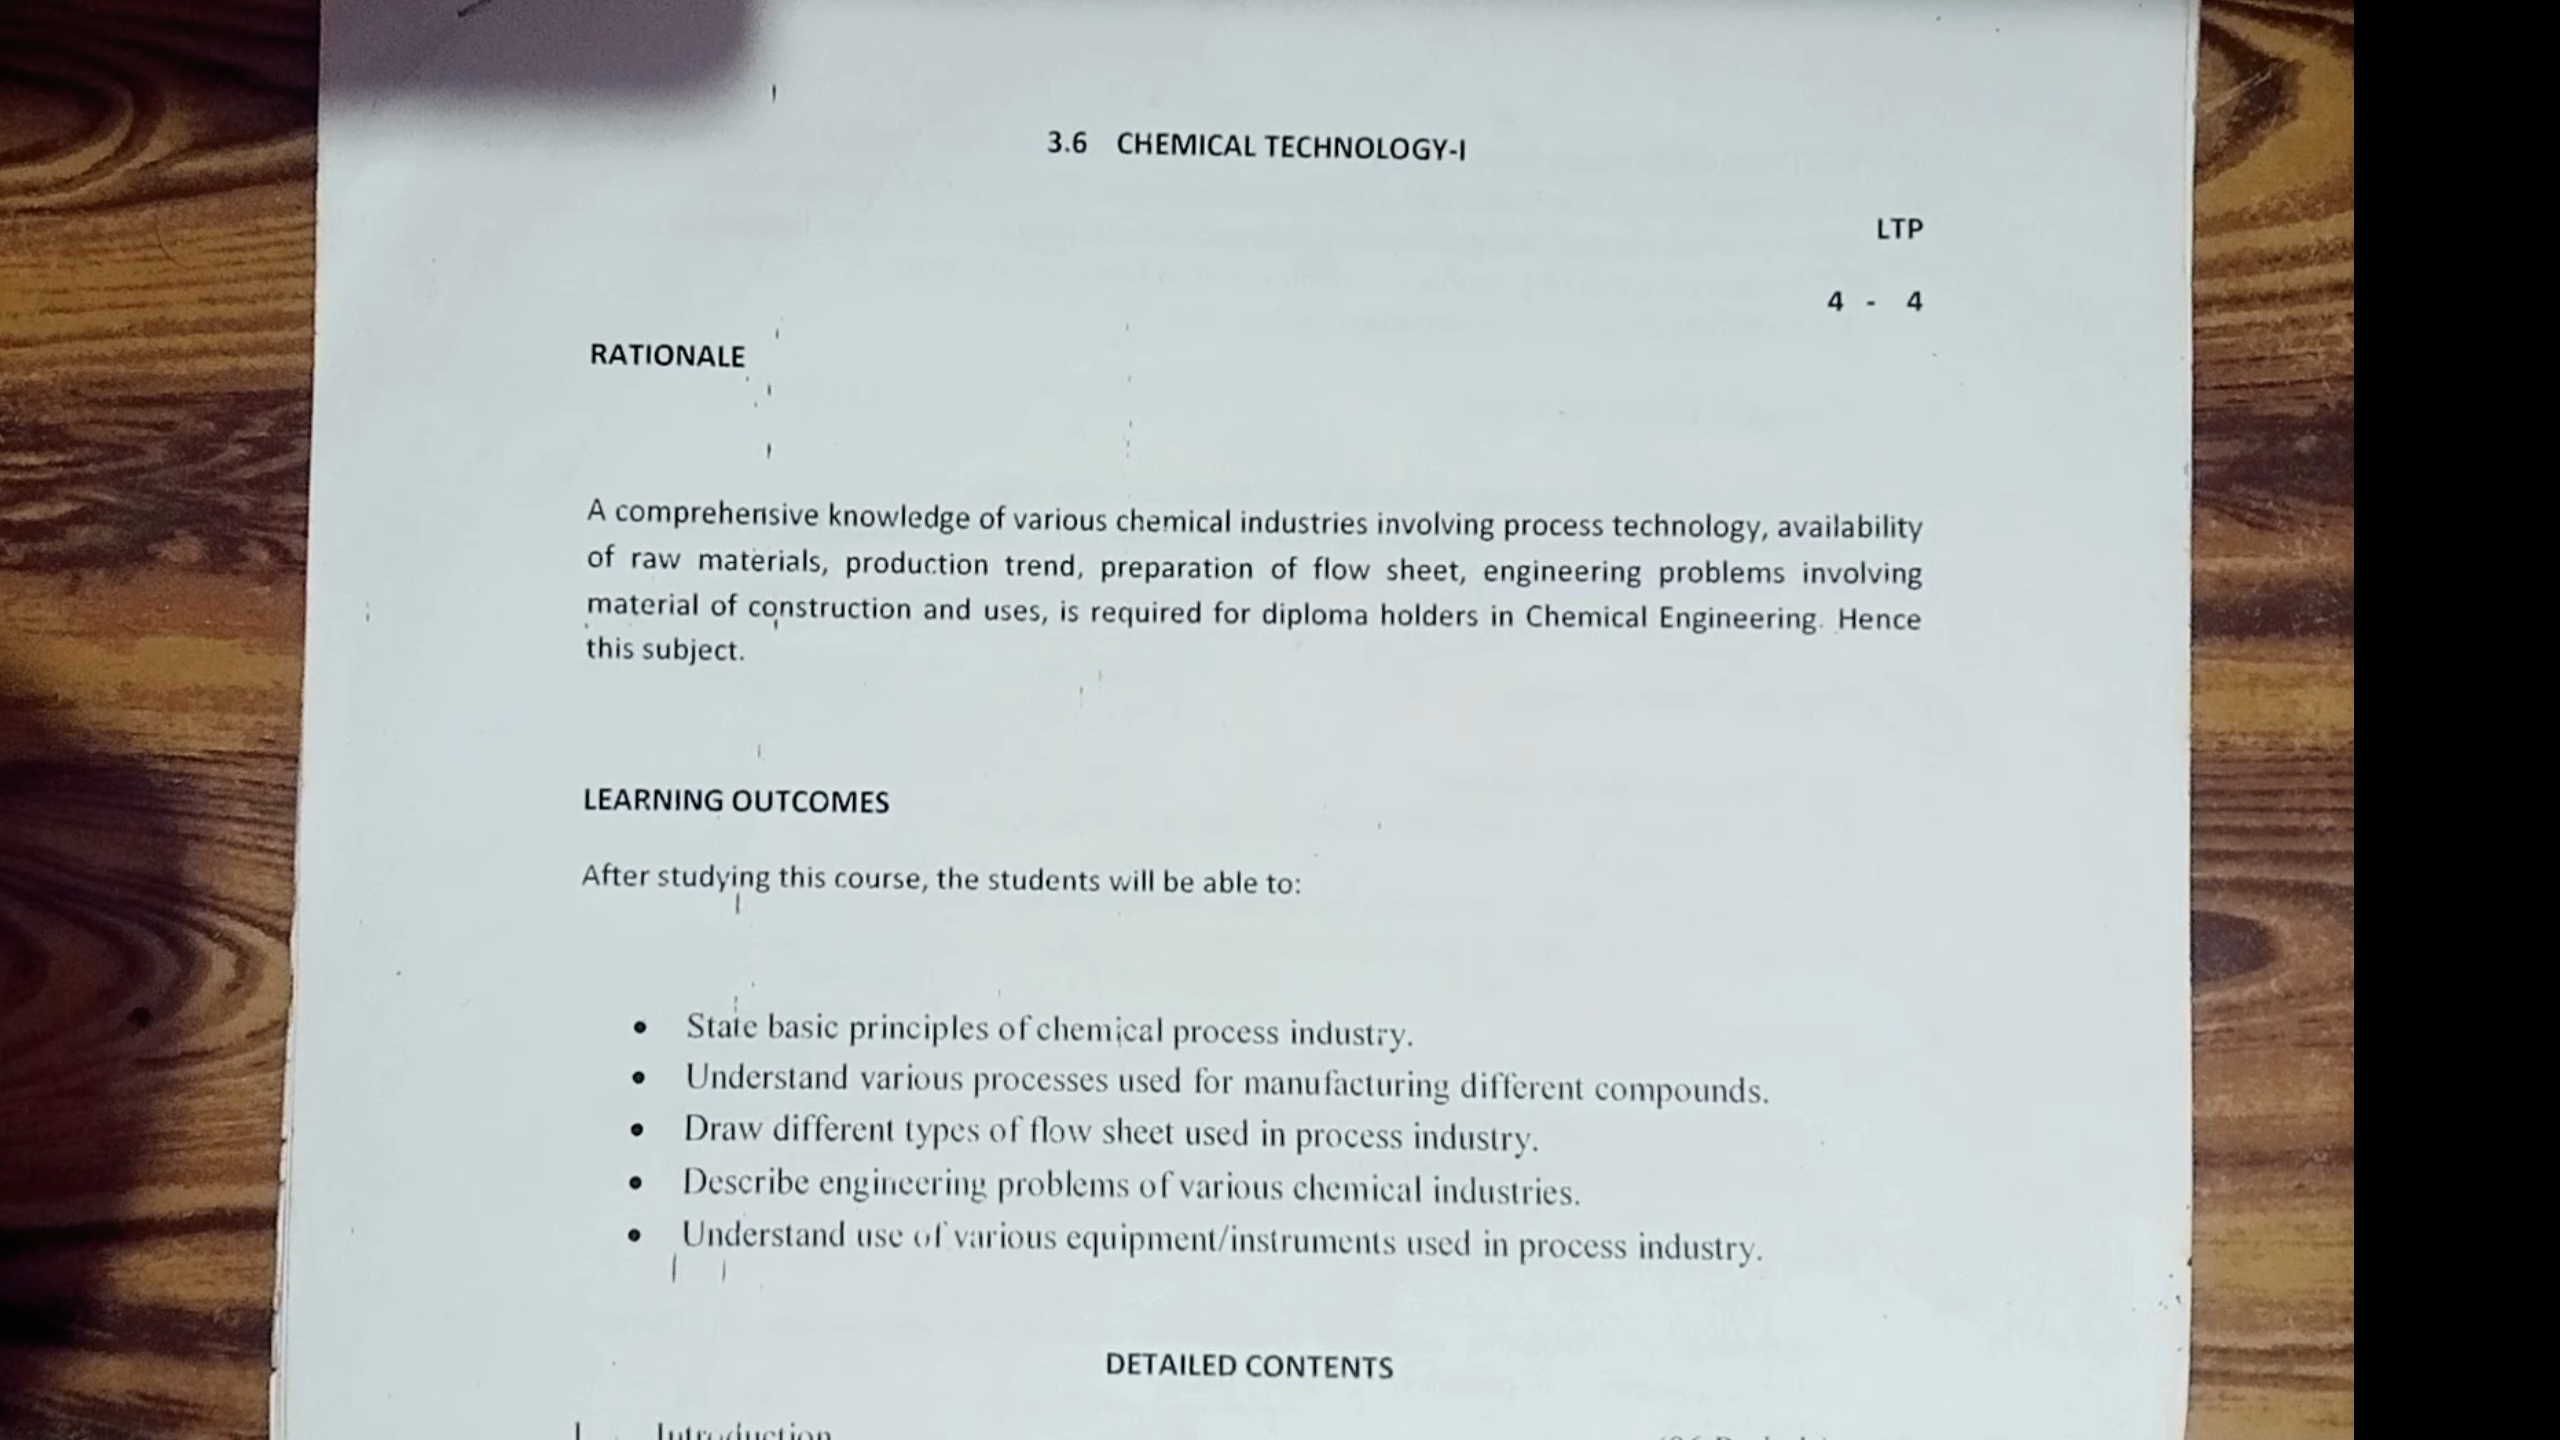 3.6 CHEMICAL TECHNOLOGY-I
LTP
4 - 4
RATIONALE
A comprehensive knowledge of various chemical industries involving process technology, availability
of raw materials, production trend, preparation of flow sheet, engineering problems involving
material of construction and uses, is required for diploma holders in Chemical Engineering. Hence
this subject.
LEARNING OUTCOMES
After studying this course, the students will be able to:
• State basic principles of chemical process industry.
• Understand various processes used for manufacturing different compounds.
• Draw different types of flow sheet used in process industry.
• Describe engineering problems of various chemical industries.
• Understand use of various equipment/instruments used in process industry.
DETAILED CONTENTS
Introduction